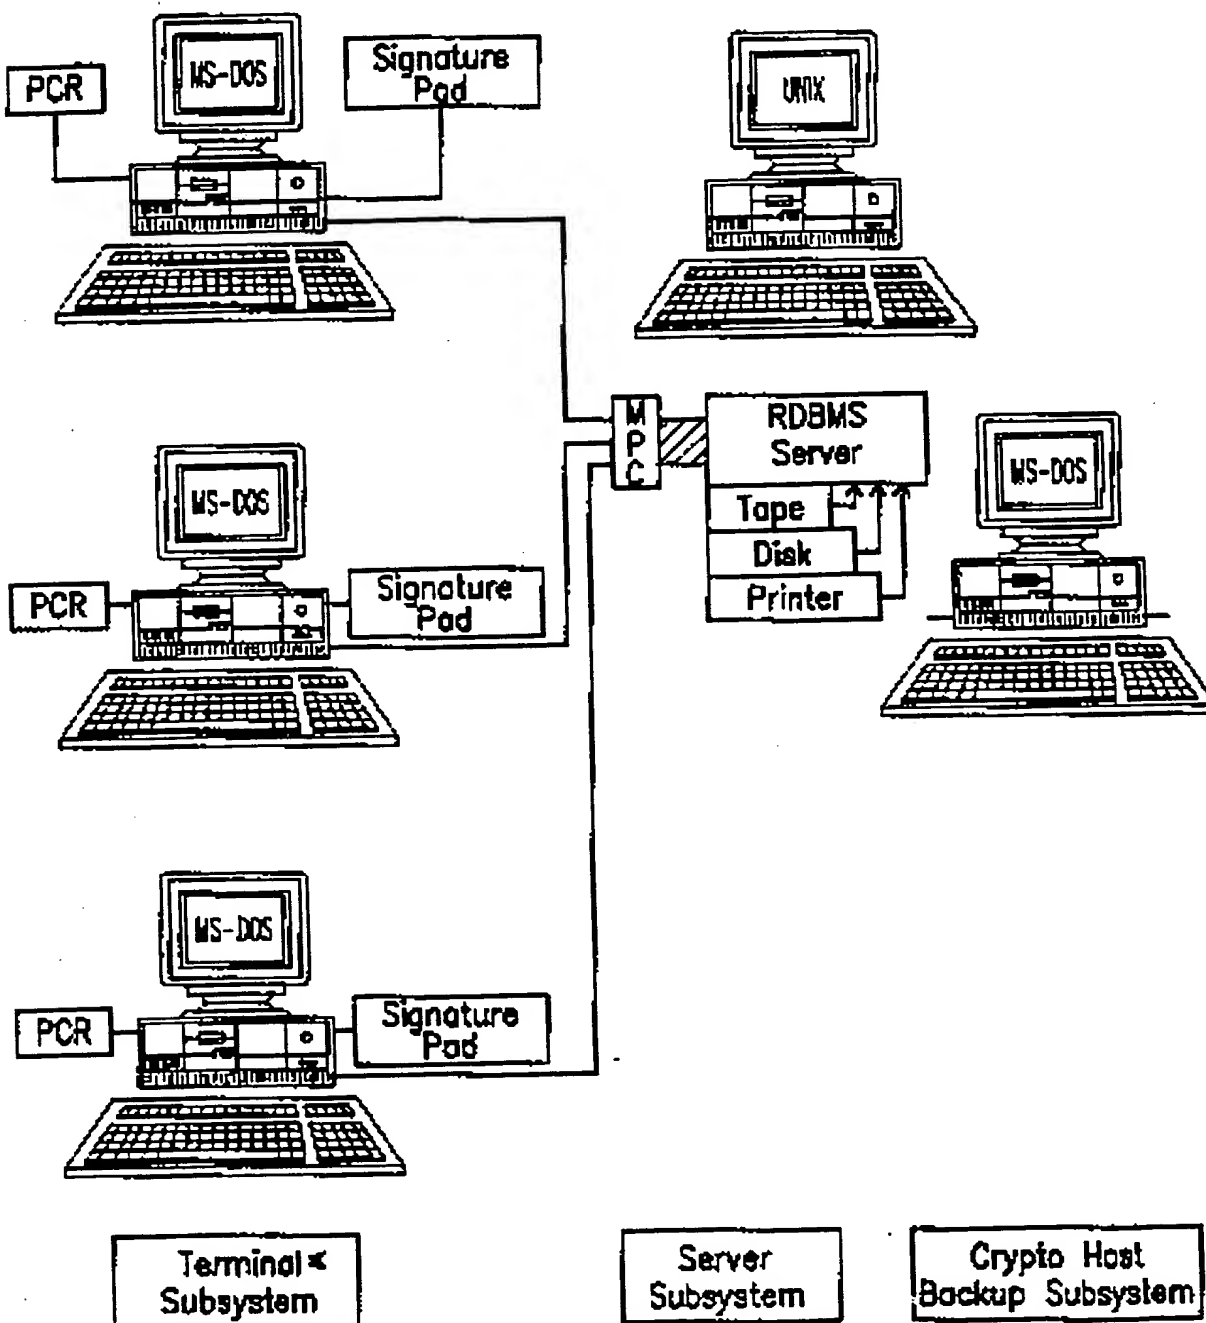 PCR
MS-DOS
Signature
Pad
UNIX
M
P
C
RDBMS
Server
Tape
Disk
Printer
MS-DOS
PCR
MS-DOS
Signature
Pad
PCR
MS-DOS
Signature
Pad
Terminal*
Subsystem
Server
Subsystem
Crypto Host
Backup Subsystem